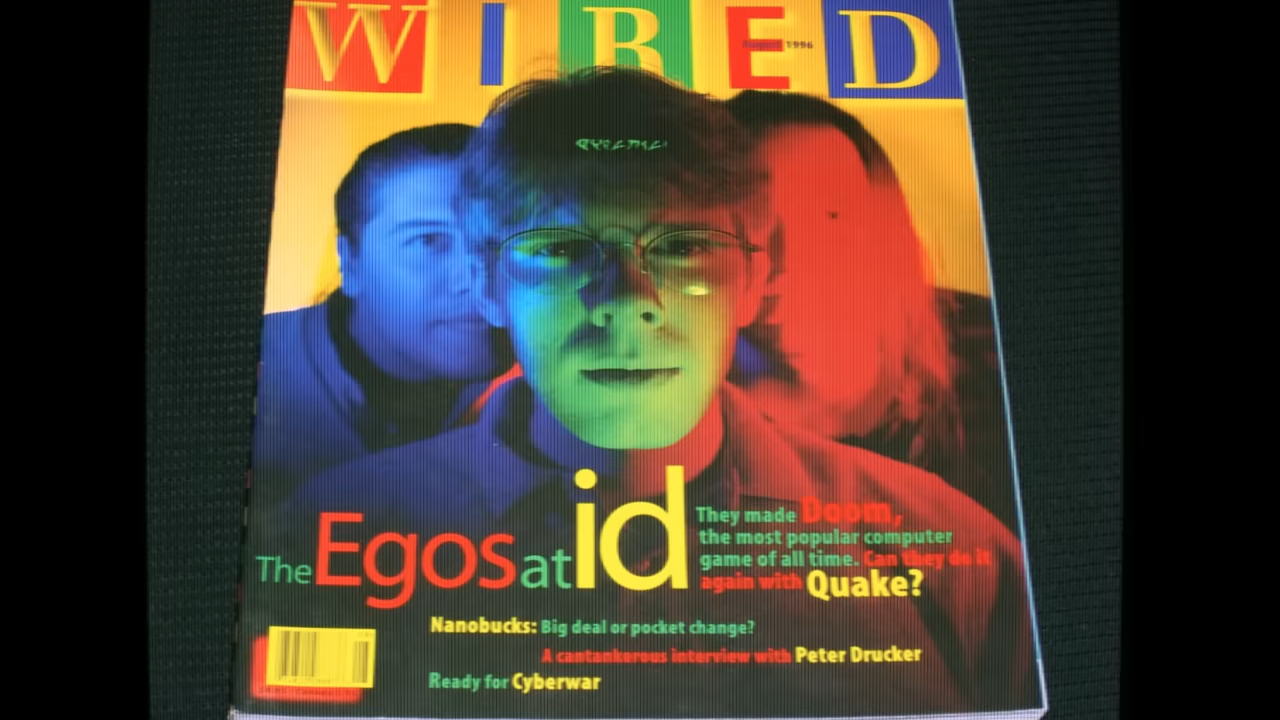 WIRED
August 1996
The Egos at id
They made Doom,
the most popular computer
game of all time. Can they do it
again with Quake?
Nanobucks: Big deal or pocket change?
A cantankerous interview with Peter Drucker
Ready for Cyberwar